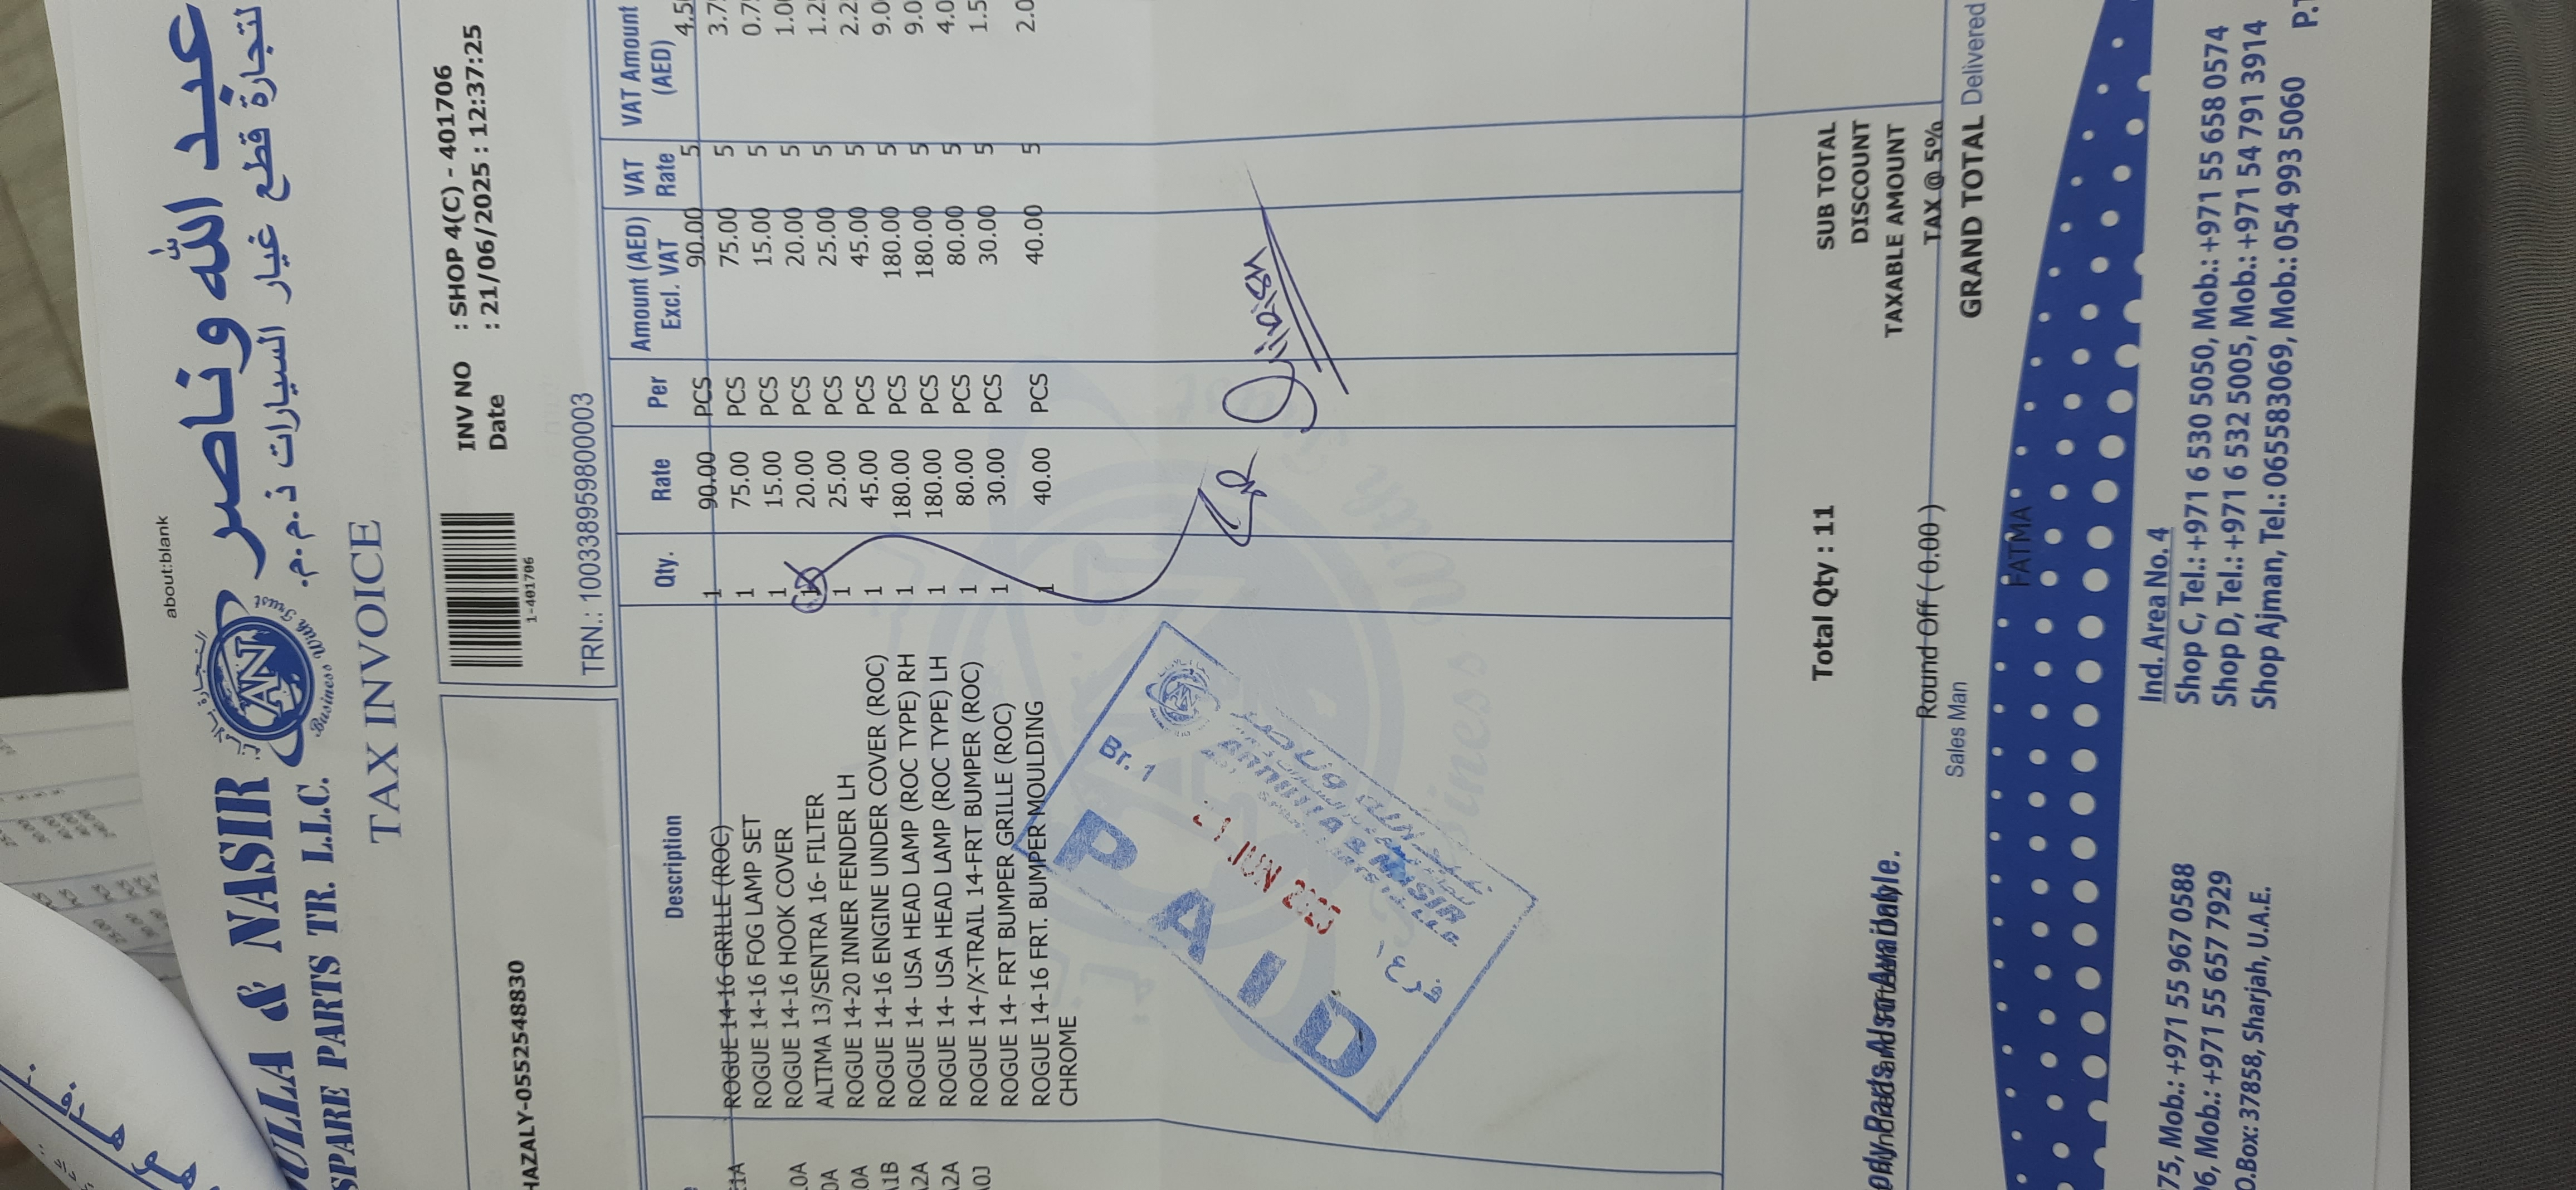 about:blank
عبد الله وناصر
لتجارة قطع غيار السيارات ذ.م.م.
& NASIR
SPARE PARTS TR. L.L.C.
AN
Business With Trust
TAX INVOICE
HAZALY-0552548830
1-401706
INV NO : SHOP 4(C) - 401706
Date : 21/06/2025 : 12:37:25
TRN.: 100338959800003
Description Qty. Rate Per Amount (AED) Excl. VAT VAT Rate VAT Amount (AED)
ROGUE 14-16 GRILLE (ROC) 1 90.00 PCS 90.00 5
ROGUE 14-16 FOG LAMP SET 1 75.00 PCS 75.00 5
ROGUE 14-16 HOOK COVER 1 15.00 PCS 15.00 5
ALTIMA 13/SENTRA 16- FILTER 1 20.00 PCS 20.00 5
ROGUE 14-20 INNER FENDER LH 1 25.00 PCS 25.00 5
ROGUE 14-16 ENGINE UNDER COVER (ROC) 1 45.00 PCS 45.00 5
ROGUE 14- USA HEAD LAMP (ROC TYPE) RH 1 180.00 PCS 180.00 5
ROGUE 14- USA HEAD LAMP (ROC TYPE) LH 1 180.00 PCS 180.00 5
ROGUE 14-/X-TRAIL 14-FRT BUMPER (ROC) 1 80.00 PCS 80.00 5
ROGUE 14- FRT BUMPER GRILLE (ROC) 1 30.00 PCS 30.00 5
ROGUE 14-16 FRT. BUMPER MOULDING 1 40.00 PCS 40.00 5
CHROME
Br. 1
PAID
21 JUN 2025
فرع ١
Total Qty : 11
SUB TOTAL
DISCOUNT
TAXABLE AMOUNT
Round Off ( 0.00 ) TAX @ 5%
Sales Man
GRAND TOTAL Delivered
FATMA
Ind. Area No. 4
75, Mob.: +971 55 967 0588
Shop C, Tel.: +971 6 530 5050, Mob.: +971 55 658 0574
6, Mob.: +971 55 657 7929
Shop D, Tel.: +971 6 532 5005, Mob.: +971 54 791 3914
O.Box: 37858, Sharjah, U.A.E.
Shop Ajman, Tel.: 065583069, Mob.: 054 993 5060